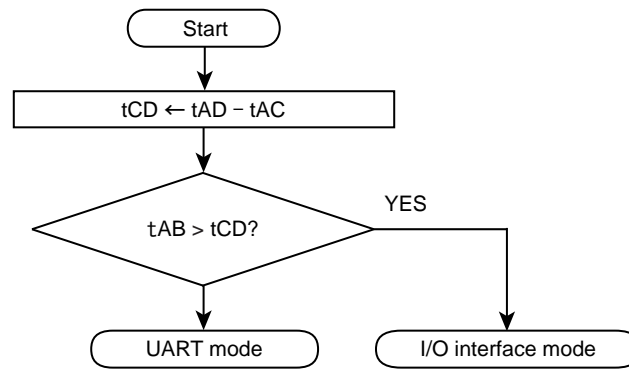 Start
tCD ← tAD − tAC
tAB > tCD?
YES
UART mode
I/O interface mode